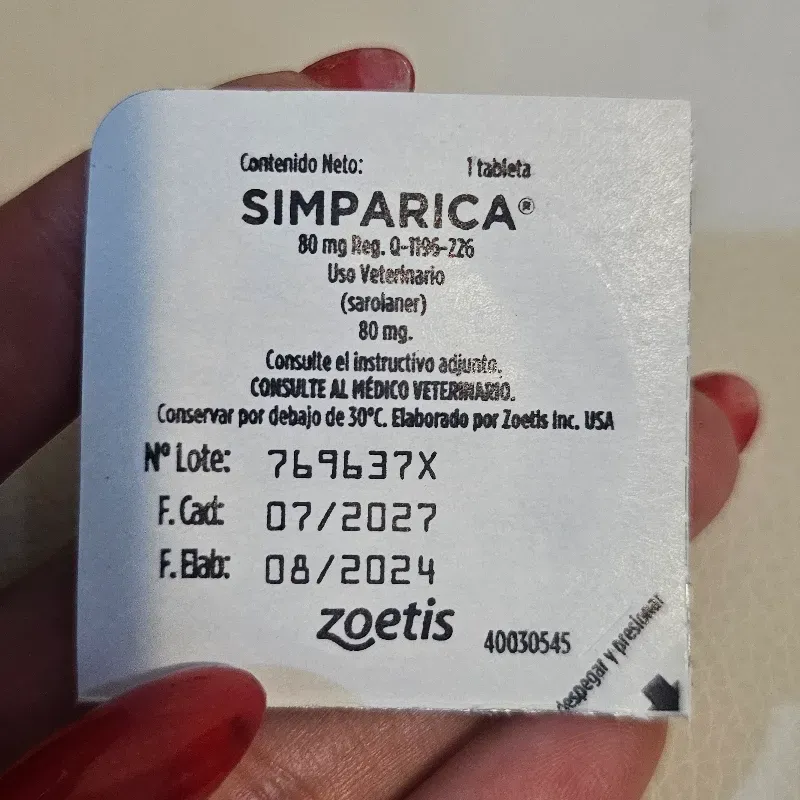 Contenido Neto: 1 tableta
SIMPARICA®
80 mg Reg. Q-1196-226
Uso Veterinario
(sarolaner)
80 mg.
Consulte el instructivo adjunto.
CONSULTE AL MÉDICO VETERINARIO.
Conservar por debajo de 30°C. Elaborado por Zoetis Inc. USA
Nº Lote: 769637X
F. Cad: 07/2027
F. Elab: 08/2024
zoetis 40030545
despegar y presionar